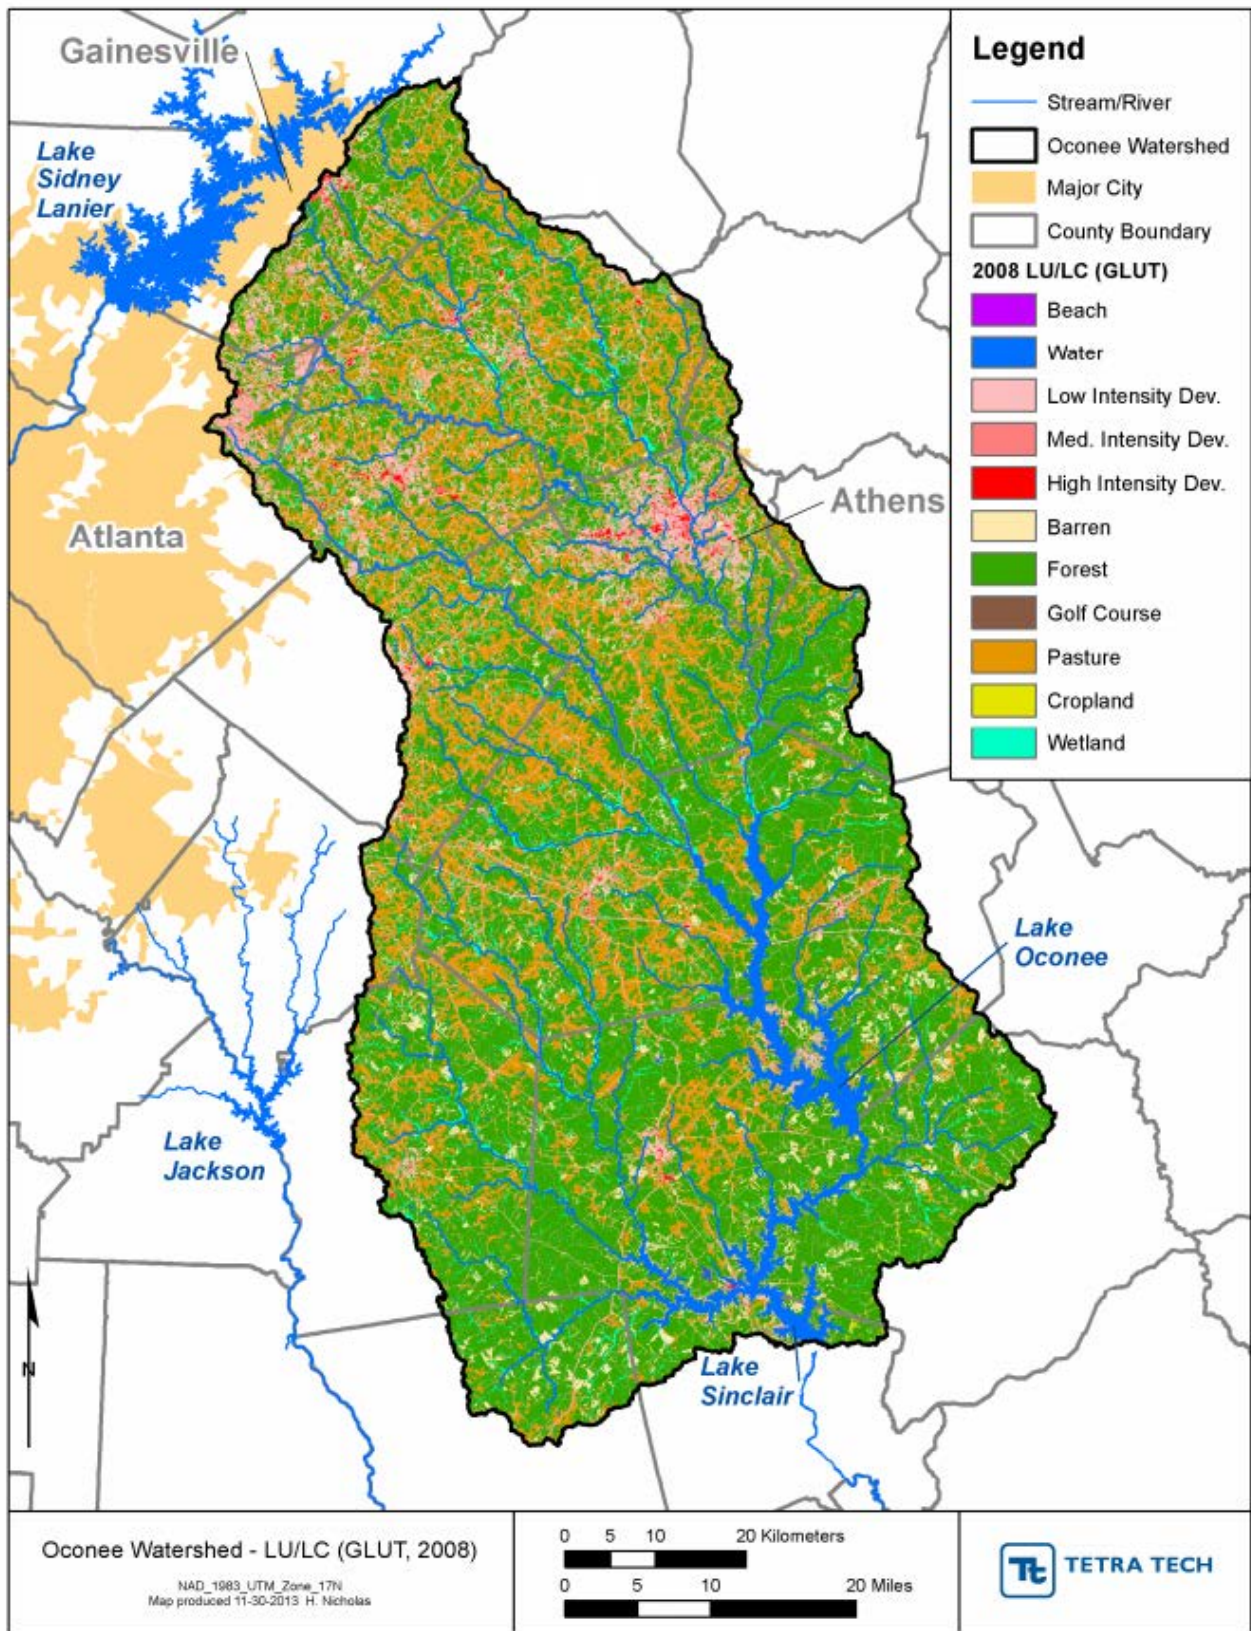 Gainesville
Lake
Sidney
Lanier
Atlanta
Athens
Lake
Oconee
Lake
Jackson
Lake
Sinclair
N
Legend
Stream/River
Oconee Watershed
Major City
County Boundary
2008 LU/LC (GLUT)
Beach
Water
Low Intensity Dev.
Med. Intensity Dev.
High Intensity Dev.
Barren
Forest
Golf Course
Pasture
Cropland
Wetland
Oconee Watershed - LU/LC (GLUT, 2008)
NAD_1983_UTM_Zone_17N
Map produced 11-30-2013 H. Nicholas
0 5 10 20 Kilometers
0 5 10 20 Miles
Tt TETRA TECH